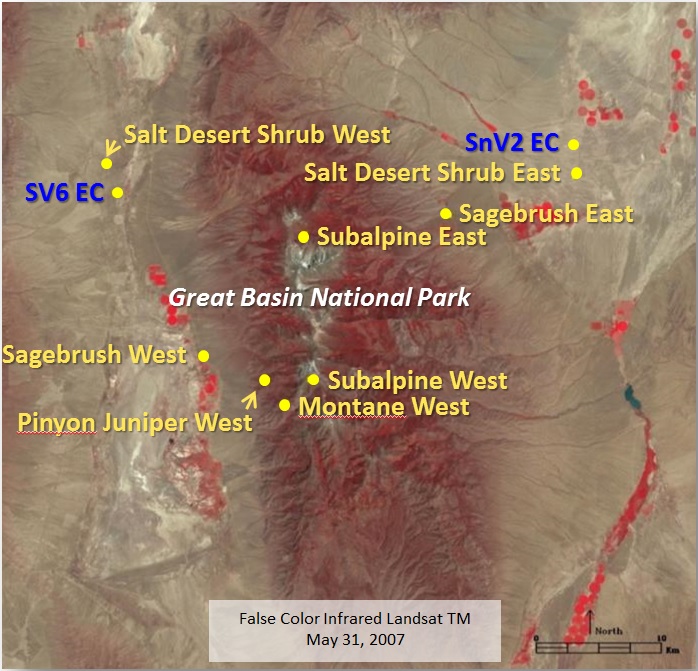 Salt Desert Shrub West
SnV2 EC
Salt Desert Shrub East
SV6 EC
Sagebrush East
Subalpine East
Great Basin National Park
Sagebrush West
Subalpine West
Montane West
Pinyon Juniper West
False Color Infrared Landsat TM
May 31, 2007
North
0 10
Km